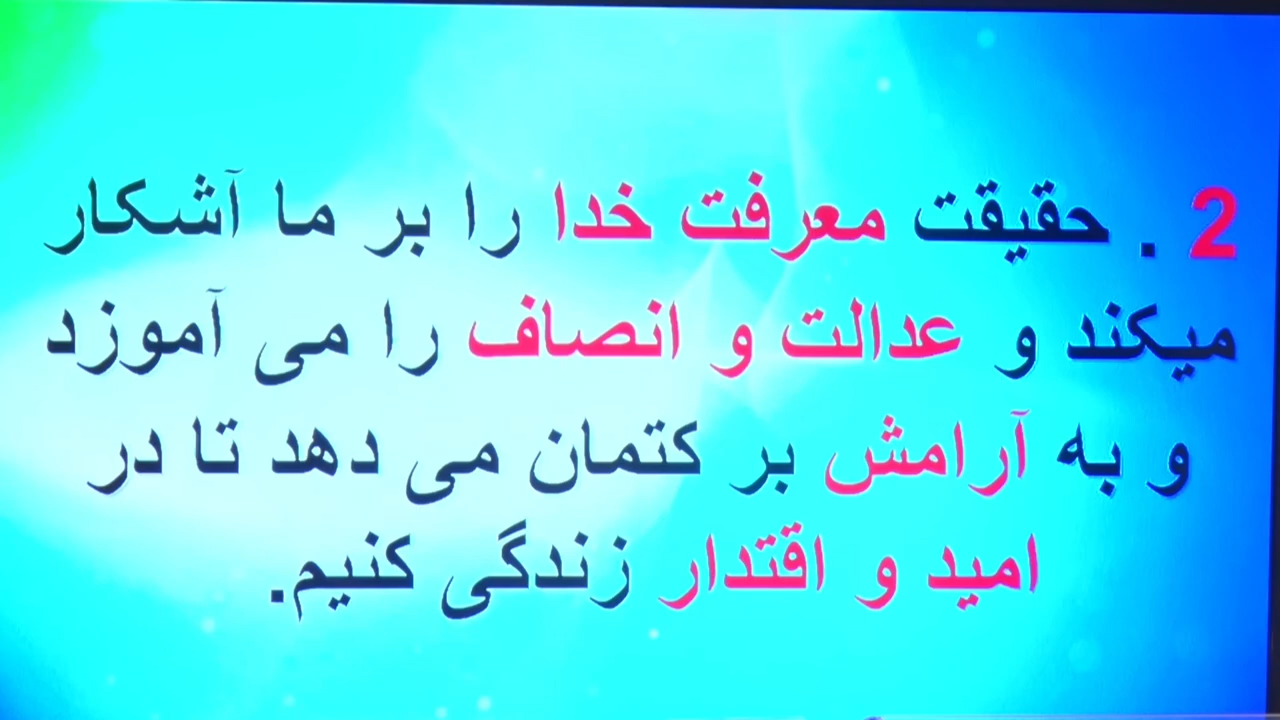 2 . حقیقت معرفت خدا را بر ما آشکار
میکند و عدالت و انصاف را می آموزد
و به آرامش بر کتمان می دهد تا در
امید و اقتدار زندگی کنیم.